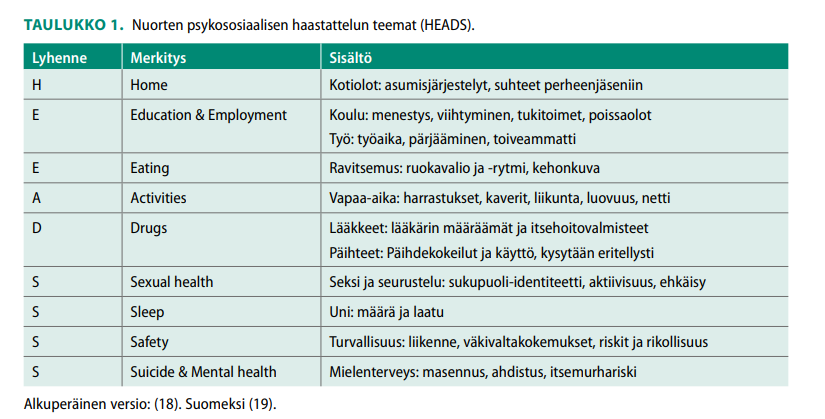 TAULUKKO 1. Nuorten psykososiaalisen haastattelun teemat (HEADS).
Lyhenne Merkitys Sisältö
H Home Kotiolot: asumisjärjestelyt, suhteet perheenjäseniin
E Education & Employment Koulu: menestys, viihtyminen, tukitoimet, poissaolot
Työ: työaika, pärjääminen, toiveammatti
E Eating Ravitsemus: ruokavalio ja -rytmi, kehonkuva
A Activities Vapaa-aika: harrastukset, kaverit, liikunta, luovuus, netti
D Drugs Lääkkeet: lääkärin määräämät ja itsehoitovalmisteet
Päihteet: Päihdekokeilut ja käyttö, kysytään eritellysti
S Sexual health Seksi ja seurustelu: sukupuoli-identiteetti, aktiivisuus, ehkäisy
S Sleep Uni: määrä ja laatu
S Safety Turvallisuus: liikenne, väkivaltakokemukset, riskit ja rikollisuus
S Suicide & Mental health Mielenterveys: masennus, ahdistus, itsemurhariski
Alkuperäinen versio: (18). Suomeksi (19).